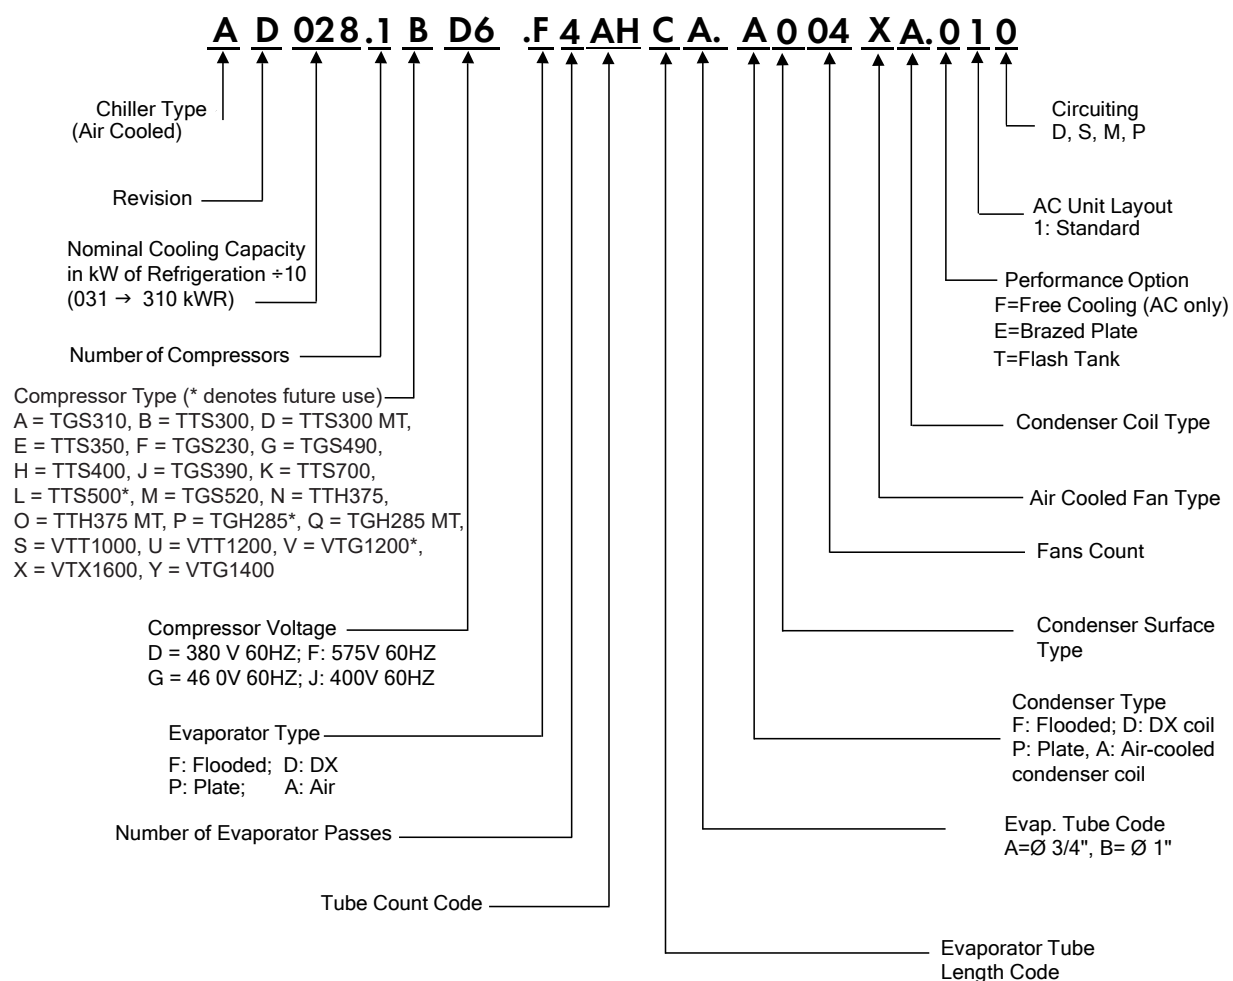 A D 028.1 B D6 .F 4 AH C A. A 0 04 X A.0 1 0
Chiller Type
(Air Cooled)
Revision
Nominal Cooling Capacity
in kW of Refrigeration ÷10
(031 → 310 kWR)
Number of Compressors
Compressor Type (* denotes future use)
A = TGS310, B = TTS300, D = TTS300 MT,
E = TTS350, F = TGS230, G = TGS490,
H = TTS400, J = TGS390, K = TTS700,
L = TTS500*, M = TGS520, N = TTH375,
O = TTH375 MT, P = TGH285*, Q = TGH285 MT,
S = VTT1000, U = VTT1200, V = VTG1200*,
X = VTX1600, Y = VTG1400
Compressor Voltage
D = 380 V 60HZ; F: 575V 60HZ
G = 46 0V 60HZ; J: 400V 60HZ
Evaporator Type
F: Flooded; D: DX
P: Plate; A: Air
Number of Evaporator Passes
Tube Count Code
Circuiting
D, S, M, P
AC Unit Layout
1: Standard
Performance Option
F=Free Cooling (AC only)
E=Brazed Plate
T=Flash Tank
Condenser Coil Type
Air Cooled Fan Type
Fans Count
Condenser Surface
Type
Condenser Type
F: Flooded; D: DX coil
P: Plate, A: Air-cooled
condenser coil
Evap. Tube Code
A=Ø 3/4", B= Ø 1"
Evaporator Tube
Length Code